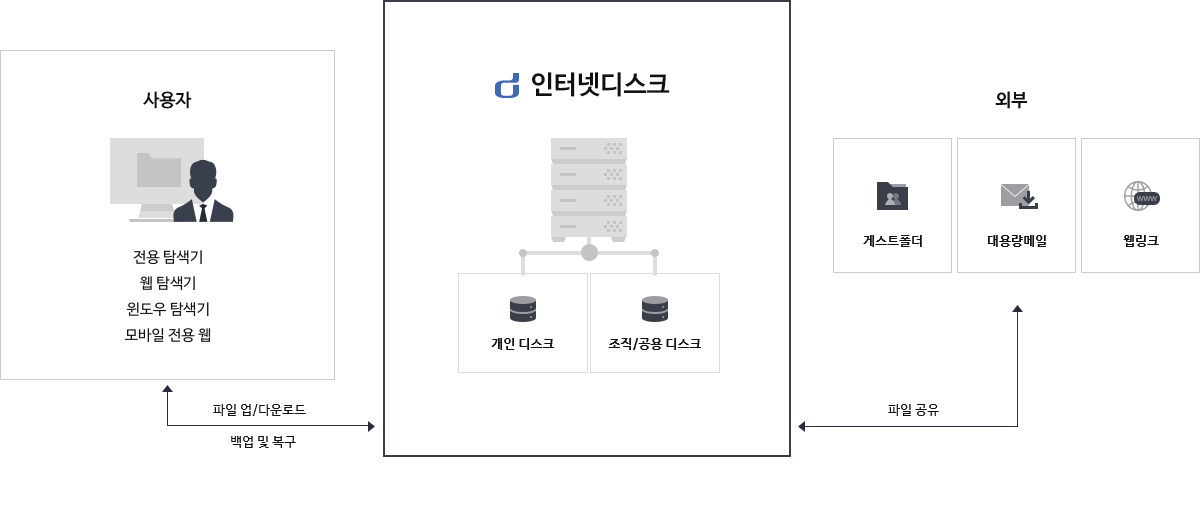 사용자
전용 탐색기
웹 탐색기
윈도우 탐색기
모바일 전용 웹
파일 업/다운로드
백업 및 복구
인터넷디스크
개인 디스크
조직/공용 디스크
외부
게스트폴더
대용량메일
WWW
웹링크
파일 공유